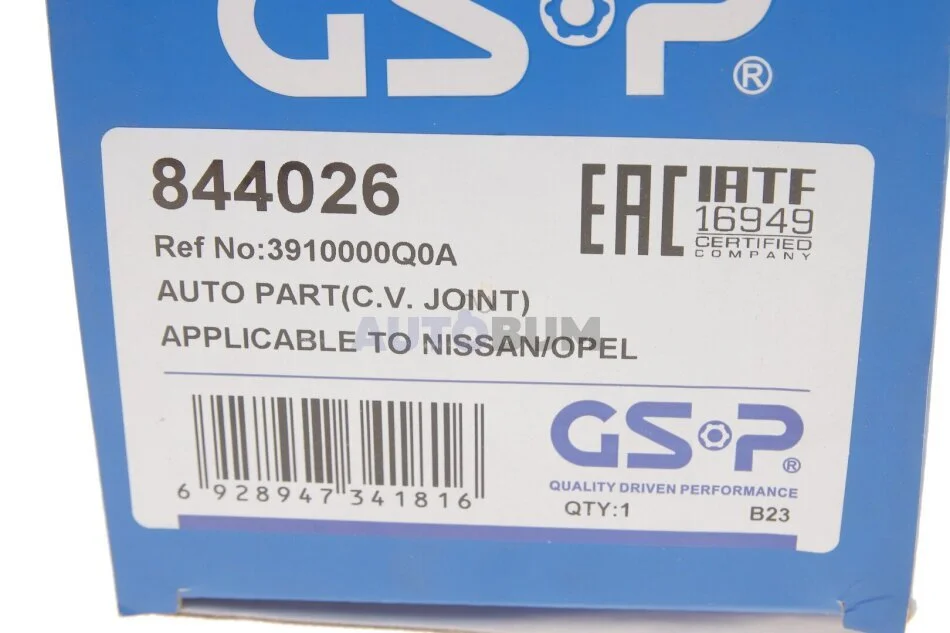 GSP®
844026
EAC IATF
16949
CERTIFIED
COMPANY
Ref No:3910000Q0A
AUTO PART(C.V. JOINT)
AUTORUM
APPLICABLE TO NISSAN/OPEL
GSP®
QUALITY DRIVEN PERFORMANCE
6 928947 341816
QTY:1 B23